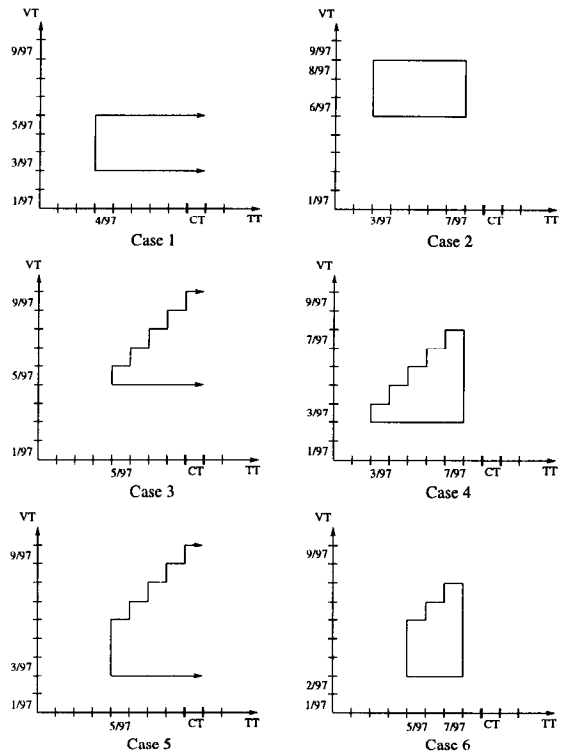 VT
9/97
5/97
3/97
1/97
4/97 CT TT
Case 1
VT
9/97
8/97
6/97
1/97
3/97 7/97 CT TT
Case 2
VT
9/97
5/97
1/97
5/97 CT TT
Case 3
VT
9/97
7/97
3/97
1/97
3/97 7/97 CT TT
Case 4
VT
9/97
3/97
1/97
5/97 CT TT
Case 5
VT
9/97
2/97
1/97
5/97 7/97 CT TT
Case 6